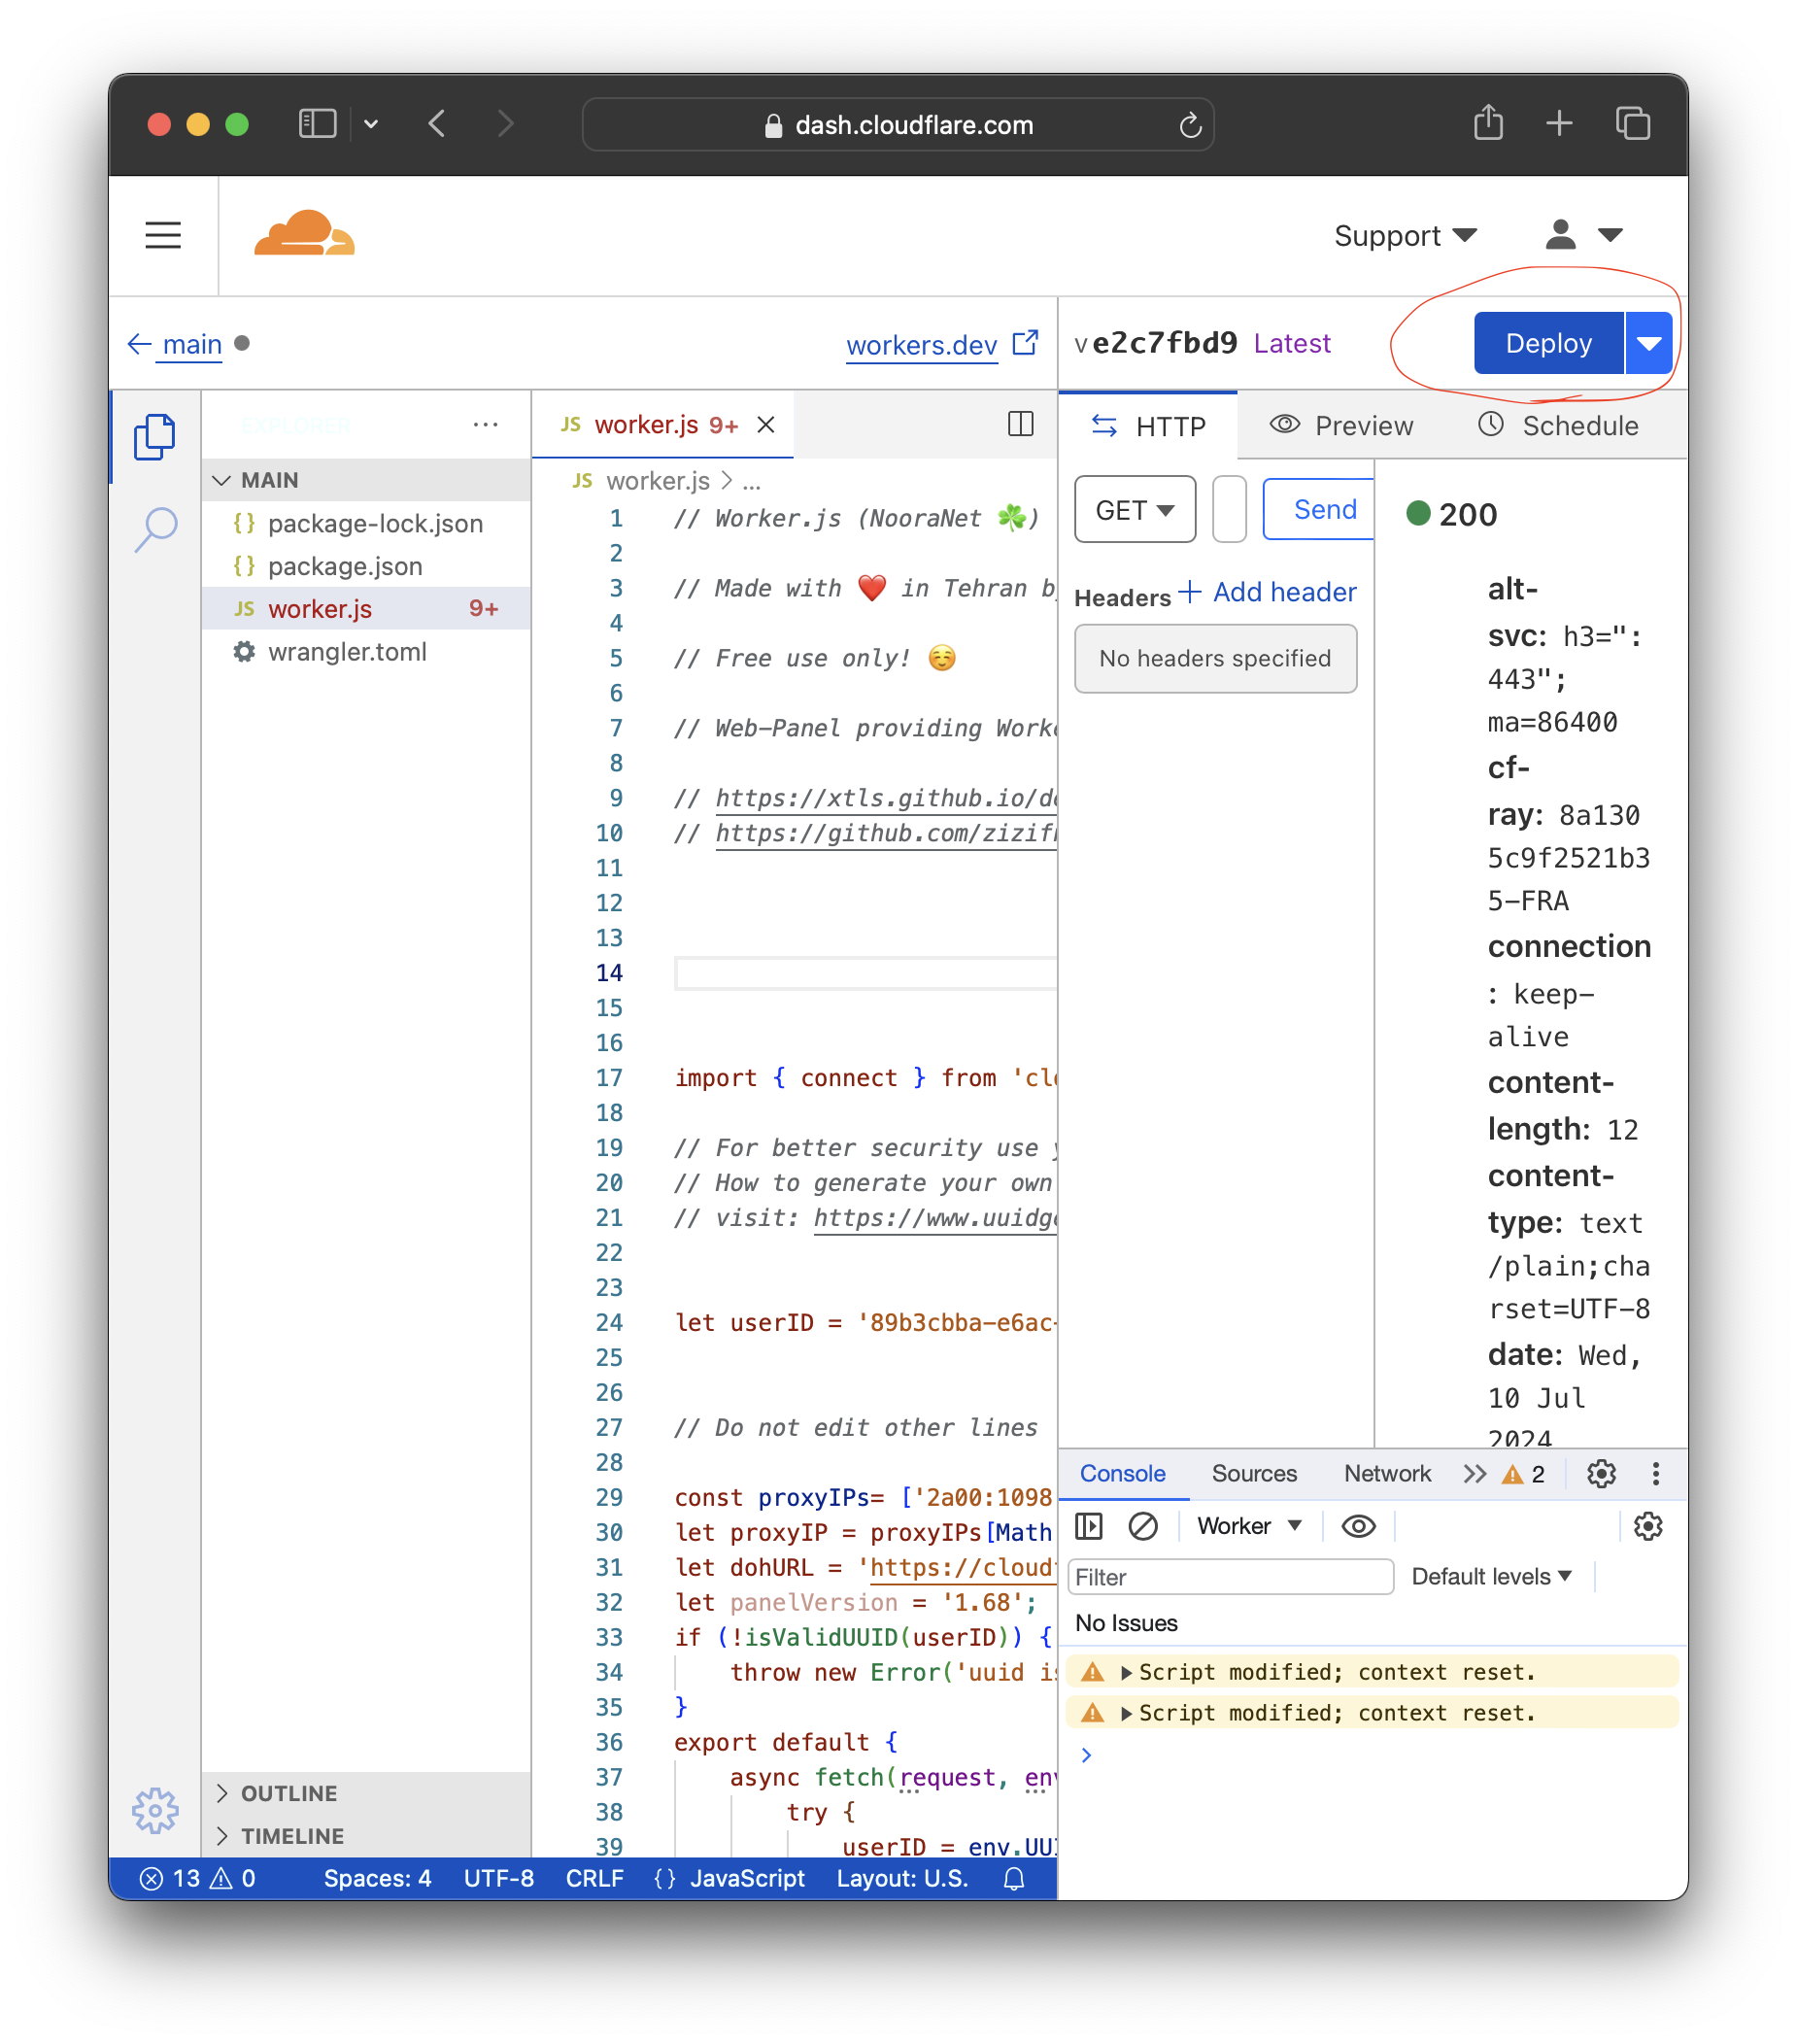 dash.cloudflare.com
Support
main
workers.dev
v e2c7fbd9 Latest
Deploy
EXPLORER
MAIN
package-lock.json
package.json
JS worker.js 9+
wrangler.toml
OUTLINE
TIMELINE
JS worker.js 9+
JS worker.js > ...
1 // Worker.js (NooraNet ☘️)
2
3 // Made with ❤️ in Tehran
4
5 // Free use only! ☺️
6
7 // Web-Panel providing
8
9 // https://xtls.github.io/
10 // https://github.com/
11
12
13
14
15
16
17 import { connect } from
18
19 // For better security use
20 // How to generate your own
21 // visit: https://www.
22
23
24 let userID = '89b3cbba-e6ac-
25
26
27 // Do not edit other lines
28
29 const proxyIPs= ['2a00:1098
30 let proxyIP = proxyIPs[Math
31 let dohURL = 'https://
32 let panelVersion = '1.68';
33 if (!isValidUUID(userID)) {
34 throw new Error('uuid
35 }
36 export default {
37 async fetch(request, env
38 try {
39 userID =
13 0 Spaces: 4 UTF-8 CRLF {} JavaScript Layout: U.S.
HTTP Preview Schedule
GET Send
Headers + Add header
No headers specified
200
alt-
svc: h3=":
443";
ma=86400
cf-
ray: 8a130
5c9f2521b3
5-FRA
connection
: keep-
alive
content-
length: 12
content-
type: text
/plain;cha
rset=UTF-8
date: Wed,
10 Jul
2024
Console Sources Network 2
Worker
Filter Default levels
No Issues
Script modified; context reset.
Script modified; context reset.